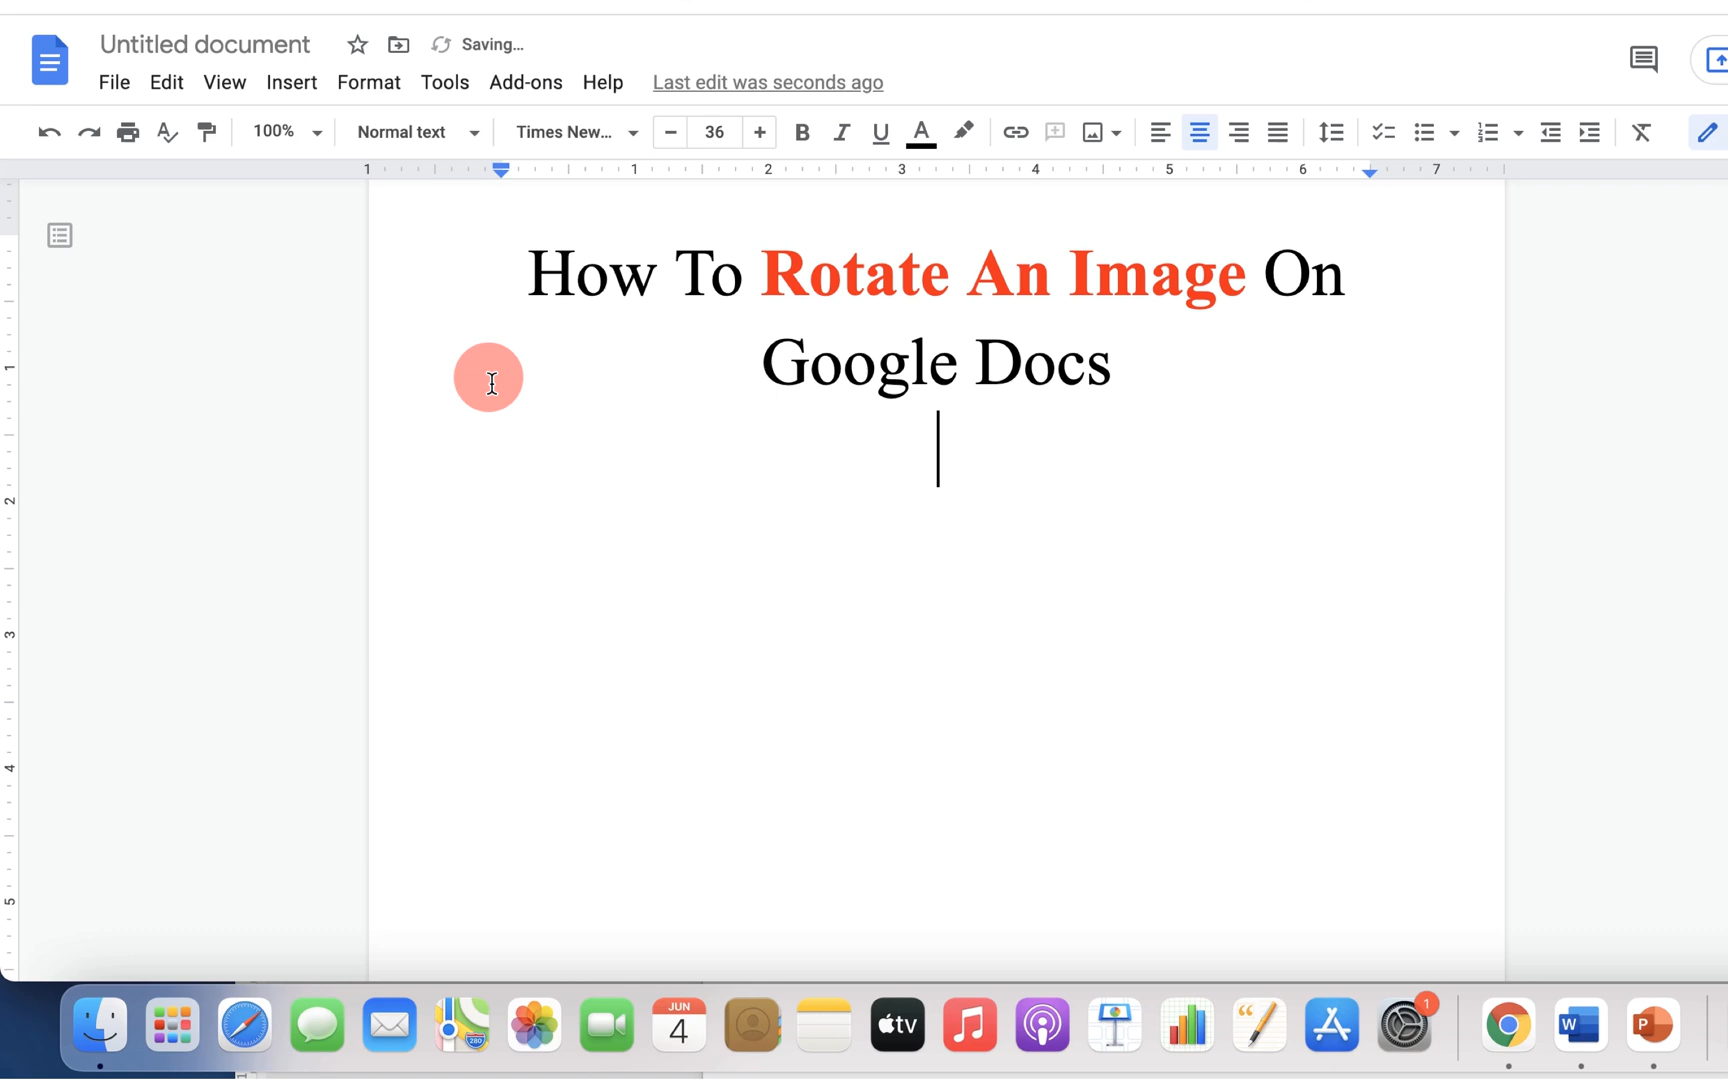 Untitled document Saving...
File Edit View Insert Format Tools Add-ons Help Last edit was seconds ago
100% Normal text Times New... − 36 + B I U A
1 1 2 3 4 5 6 7
How To Rotate An Image On
Google Docs
1
2
3
4
5
JUN
4
280
tv
1
W
P